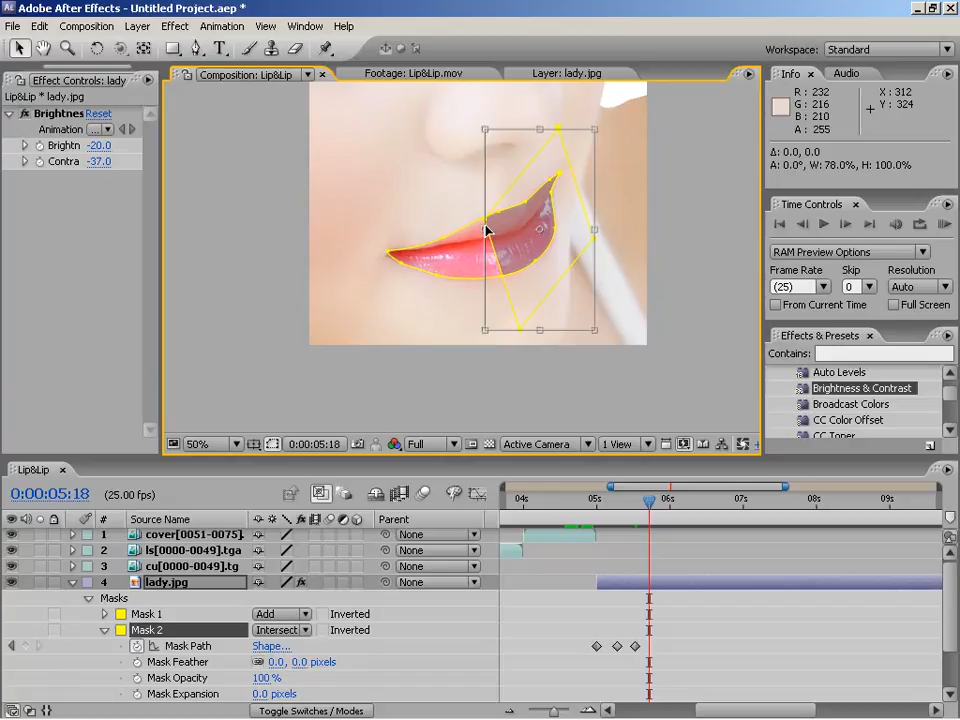 Adobe After Effects - Untitled Project.aep *
File Edit Composition Layer Effect Animation View Window Help
Workspace: Standard
Effect Controls: lady
Lip&Lip * lady.jpg
Brightnes Reset
Animation ...
Brightn -20.0
Contra -37.0
Composition: Lip&Lip
Footage: Lip&Lip.mov
Layer: lady.jpg
50%
0:00:05:18
Full
Active Camera
1 View
Info
Audio
R : 232
G : 216
B : 210
A : 255
X : 312
Y : 324
Δ: 0.0, 0.0
A: 0.0°, W: 78.0%, H: 100.0%
Time Controls
RAM Preview Options
Frame Rate Skip Resolution
(25) (0) Auto
From Current Time Full Screen
Effects & Presets
Contains:
Auto Levels
Brightness & Contrast
Broadcast Colors
CC Color Offset
CC Toner
Lip&Lip
0:00:05:18 (25.00 fps)
04s 05s 06s 07s 08s 09s
# Source Name Parent
1 cover[0051-0075]. None
2 ls[0000-0049].tga None
3 cu[0000-0049].tg None
4 lady.jpg None
Masks
Mask 1 Add Inverted
Mask 2 Intersect Inverted
Mask Path Shape...
Mask Feather 0.0, 0.0 pixels
Mask Opacity 100 %
Mask Expansion 0.0 pixels
Toggle Switches / Modes